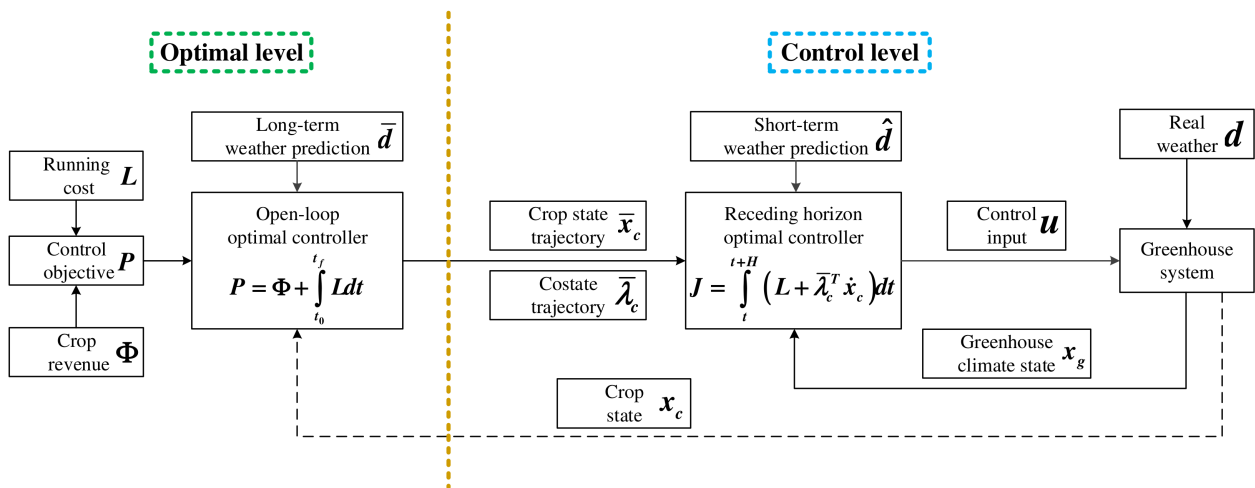 Optimal level
Control level
Long-term
weather prediction d̄
Short-term
weather prediction d̂
Real
weather d
Running
cost L
Control
objective P
Crop
revenue Φ
Open-loop
optimal controller
P = Φ + ∫_{t_0}^{t_f} Ldt
Crop state
trajectory x̄_c
Costate
trajectory λ̄_c
Receding horizon
optimal controller
J = ∫_{t}^{t+H} (L + λ̄_c^T ẋ_c)dt
Control
input u
Greenhouse
system
Greenhouse
climate state x_g
Crop
state x_c